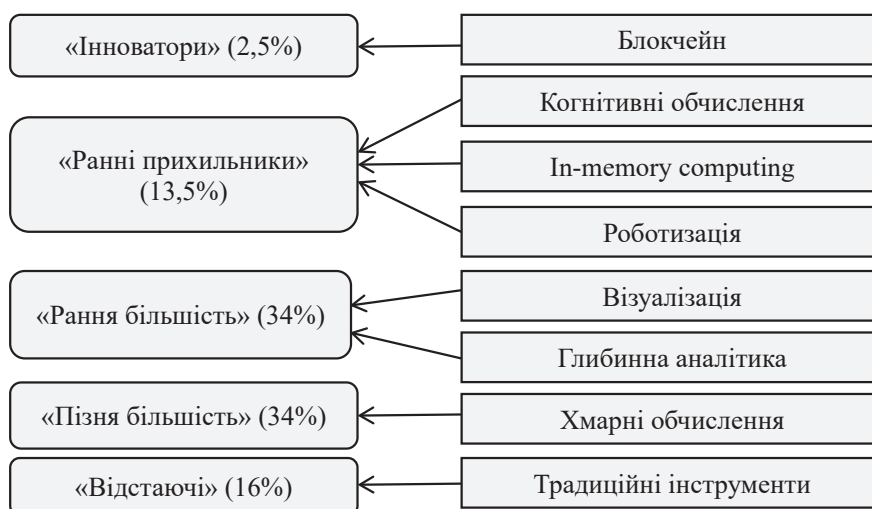 «Інноватори» (2,5%)
Блокчейн
«Ранні прихильники»
(13,5%)
Когнітивні обчислення
In-memory computing
Роботизація
«Рання більшість» (34%)
Візуалізація
Глибинна аналітика
«Пізня більшість» (34%)
Хмарні обчислення
«Відстаючі» (16%)
Традиційні інструменти